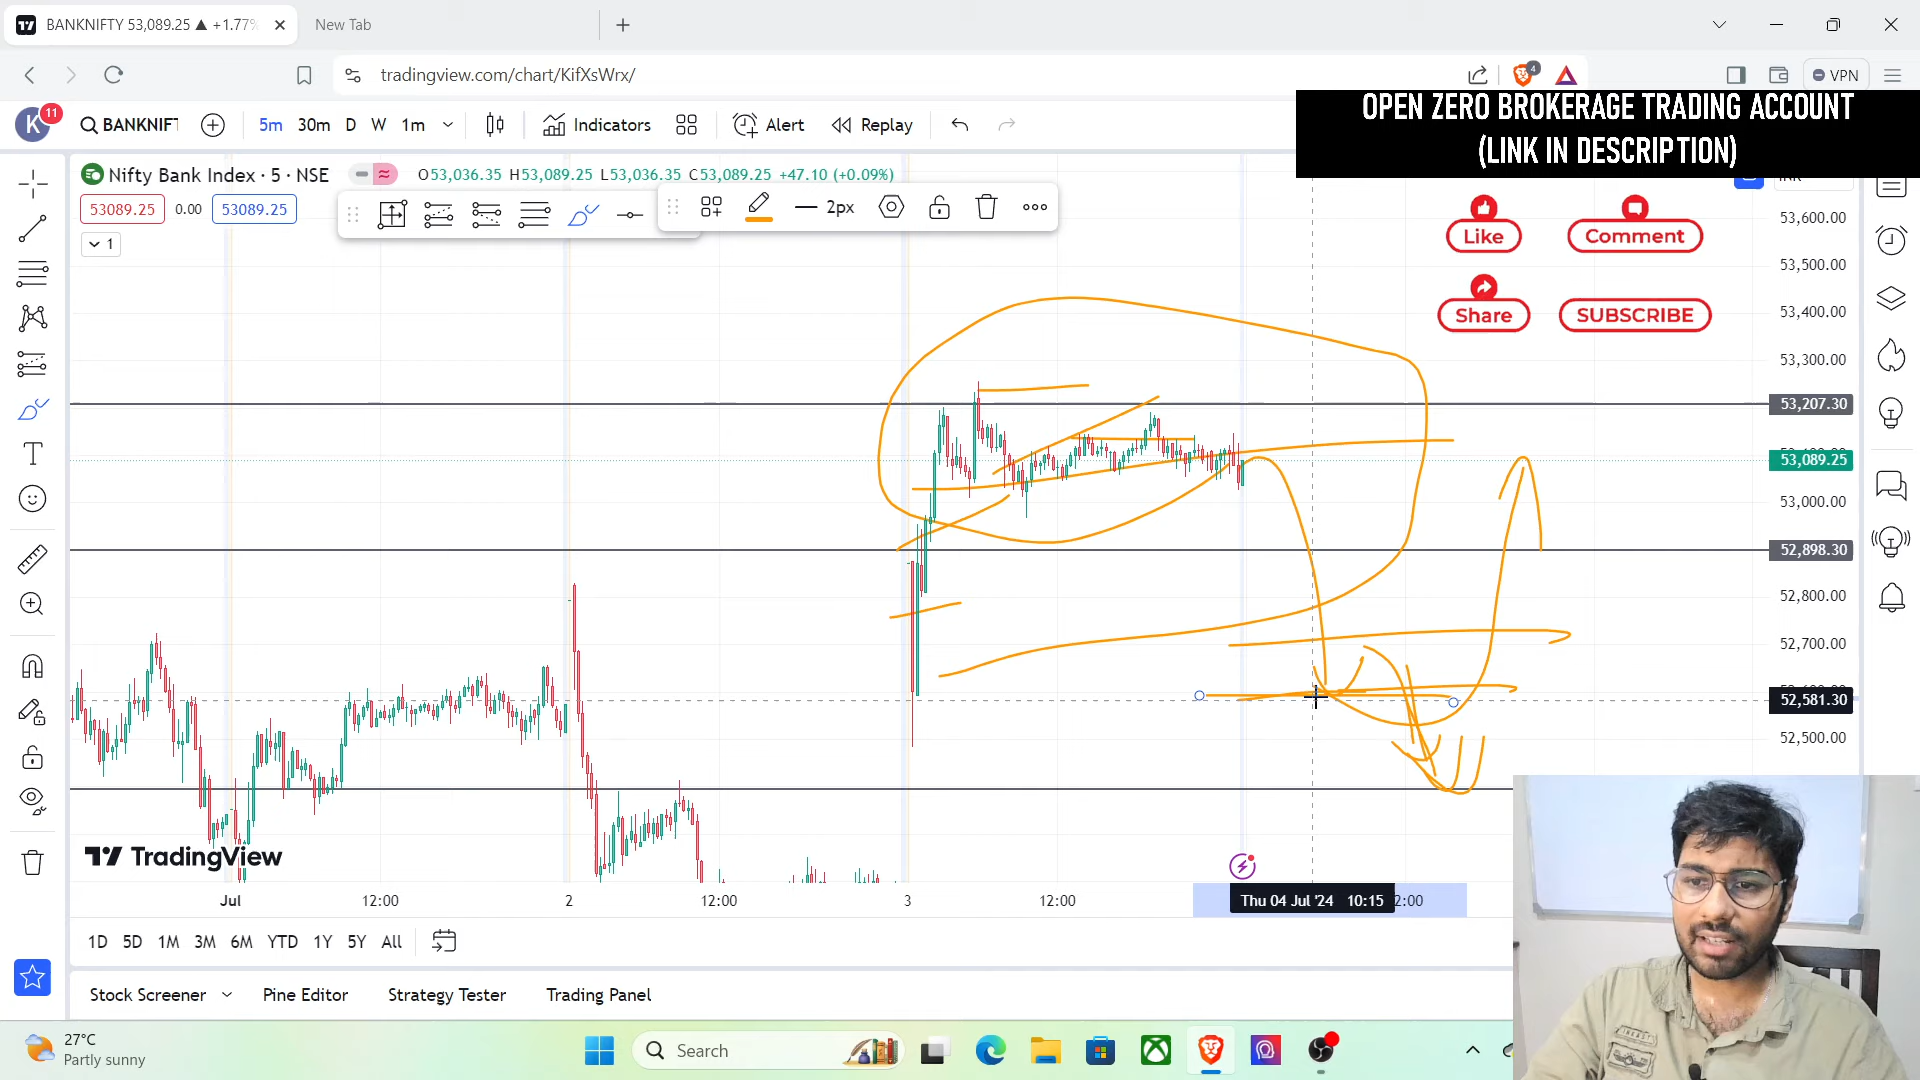 BANKNIFTY 53,089.25 ▲ +1.77%
New Tab
tradingview.com/chart/KifXsWrx/
4
VPN
OPEN ZERO BROKERAGE TRADING ACCOUNT
(LINK IN DESCRIPTION)
K
11
BANKNIFT
5m
30m
D
W
1m
Indicators
Alert
Replay
Nifty Bank Index · 5 · NSE
O53,036.35 H53,089.25 L53,036.35 C53,089.25 +47.10 (+0.09%)
53089.25
0.00
53089.25
2px
1
Like
Comment
Share
SUBSCRIBE
53,600.00
53,500.00
53,400.00
53,300.00
53,207.30
53,089.25
53,000.00
52,898.30
52,800.00
52,700.00
52,581.30
52,500.00
TradingView
Jul
12:00
2
12:00
3
12:00
Thu 04 Jul '24 10:15
2:00
1D
5D
1M
3M
6M
YTD
1Y
5Y
All
Stock Screener
Pine Editor
Strategy Tester
Trading Panel
27°C
Partly sunny
Search